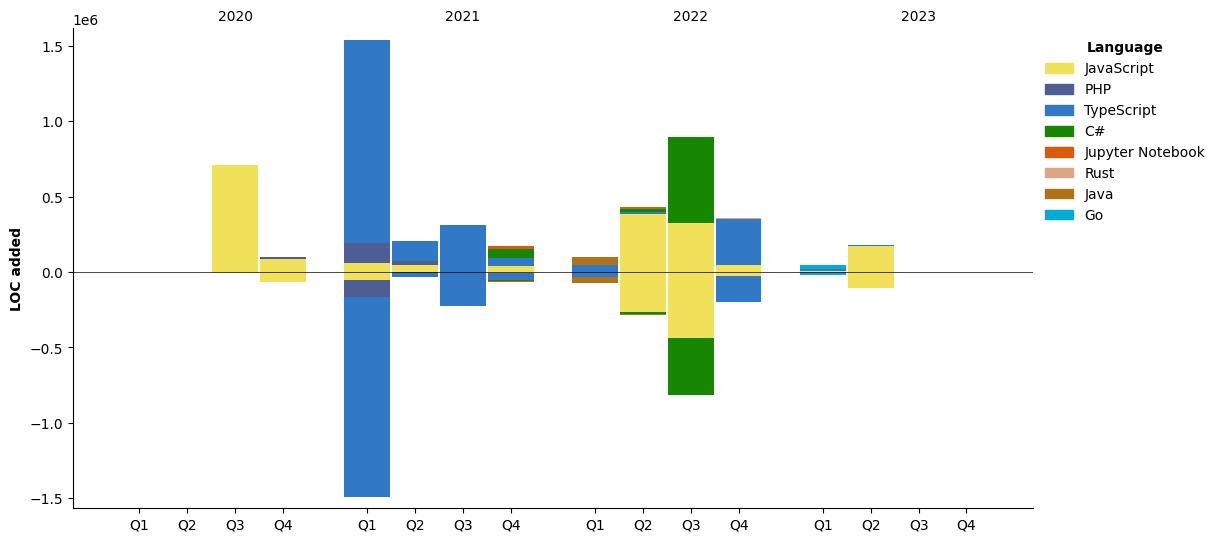 2020 2021 2022 2023
1e6
Language
JavaScript
PHP
TypeScript
C#
Jupyter Notebook
Rust
Java
Go
LOC added
1.5
1.0
0.5
0.0
−0.5
−1.0
−1.5
Q1 Q2 Q3 Q4 Q1 Q2 Q3 Q4 Q1 Q2 Q3 Q4 Q1 Q2 Q3 Q4